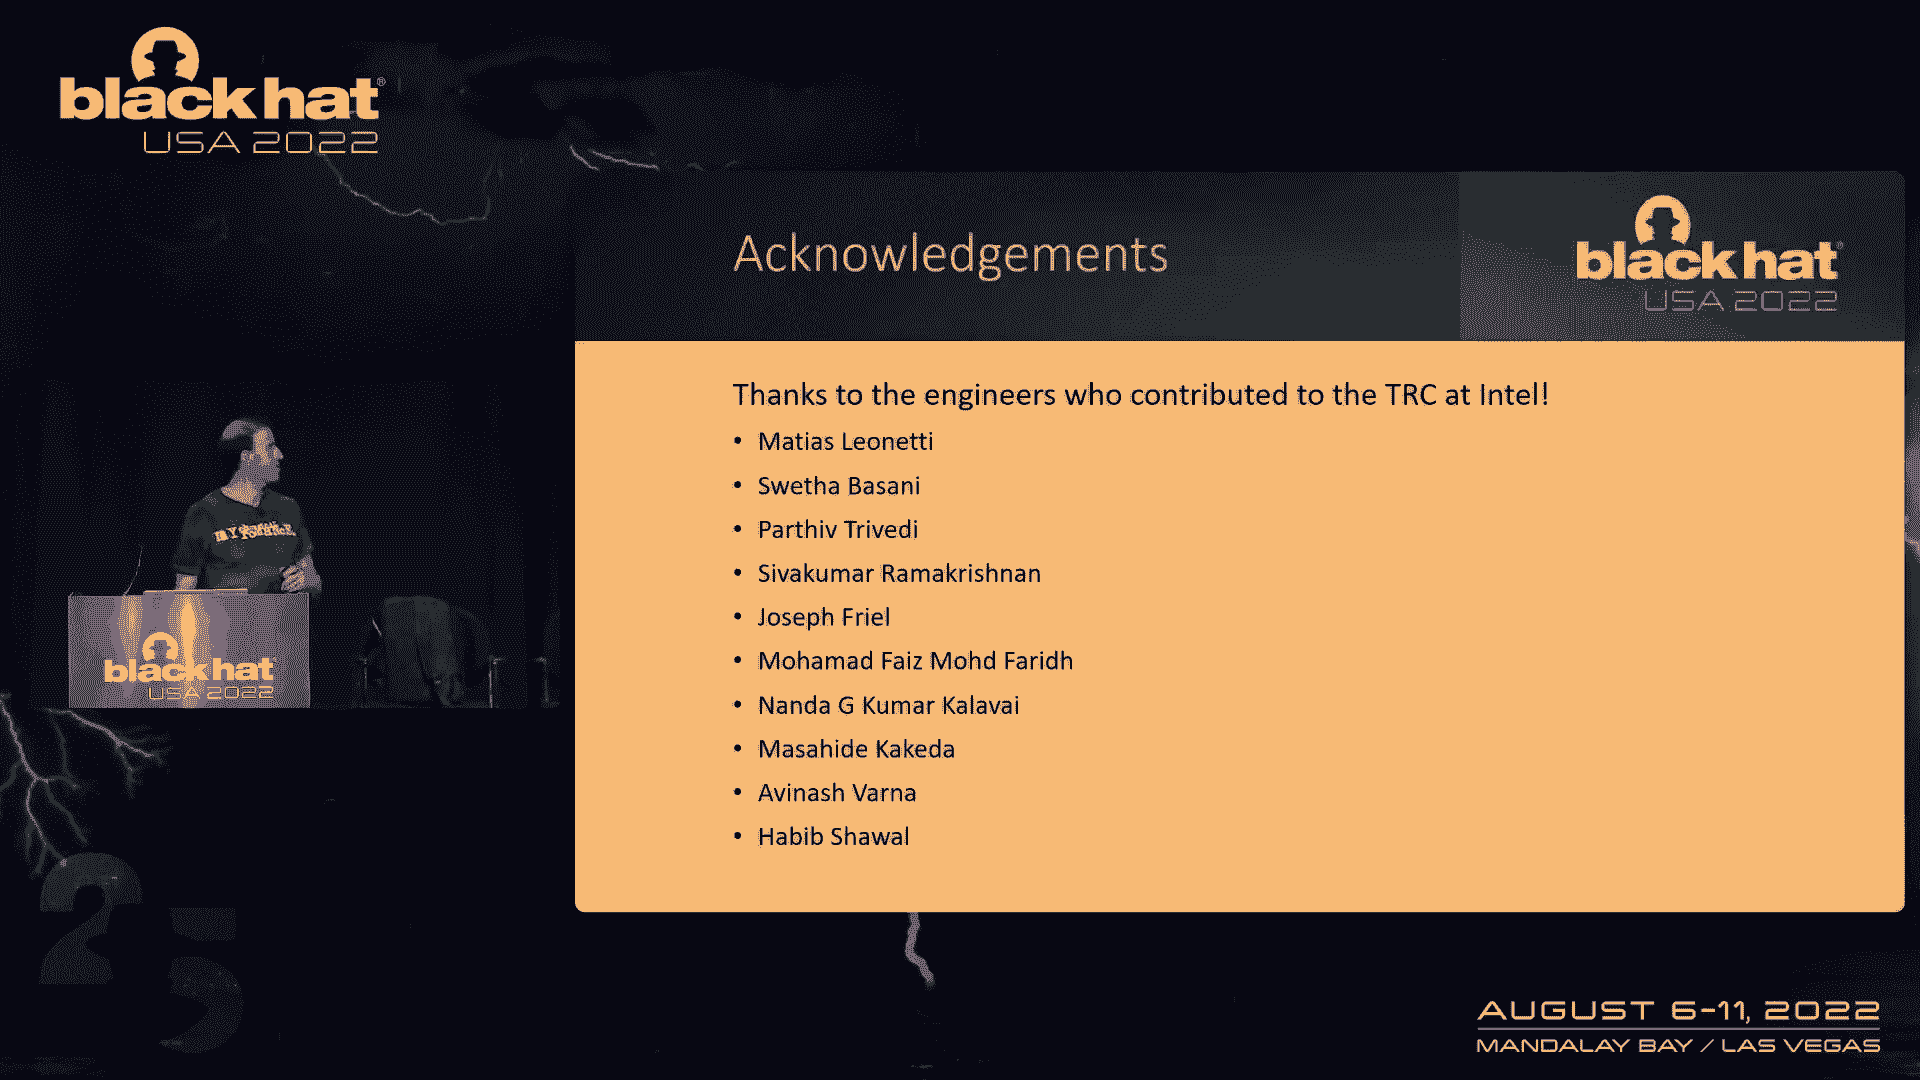 black hat®
USA 2022
Acknowledgements
black hat®
USA 2022
Thanks to the engineers who contributed to the TRC at Intel!
• Matias Leonetti
• Swetha Basani
• Parthiv Trivedi
• Sivakumar Ramakrishnan
• Joseph Friel
• Mohamad Faiz Mohd Faridh
• Nanda G Kumar Kalavai
• Masahide Kakeda
• Avinash Varna
• Habib Shawal
black hat
USA 2022
25
AUGUST 6-11, 2022
MANDALAY BAY / LAS VEGAS